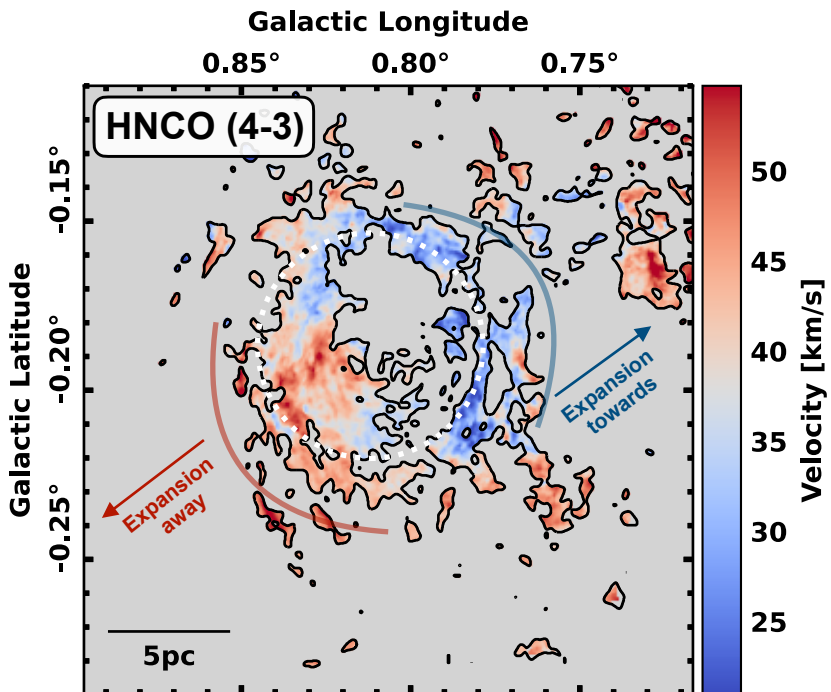 Galactic Longitude
0.85° 0.80° 0.75°
HNCO (4-3)
Galactic Latitude
-0.15°
-0.20°
-0.25°
Expansion
towards
Expansion
away
5pc
50
45
40
35
30
25
Velocity [km/s]